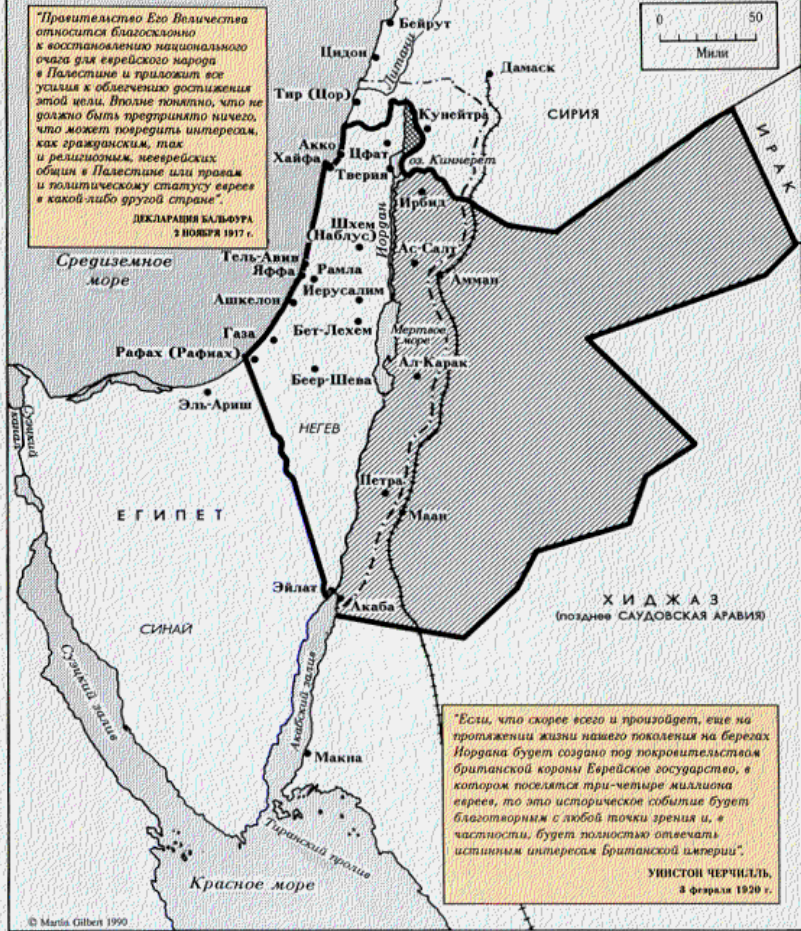 "Правительство Его Величества
относится благосклонно
к восстановлению национального
очага для еврейского народа
в Палестине и приложит все
усилия к облегчению достижения
этой цели. Вполне понятно, что не
должно быть предпринято ничего,
что может повредить интересам,
как гражданским, так
и религиозным, нееврейских
общин в Палестине или правам
и политическому статусу евреев
в какой-либо другой стране".
ДЕКЛАРАЦИЯ БАЛЬФУРА
2 НОЯБРЯ 1917 г.
0 50
Мили
Бейрут
Цидон
Литани
Дамаск
Тир (Цор)
Кунейтра
СИРИЯ
ИРАК
Акко
Хайфа
Цфат
оз. Киннерет
Тверия
Ирбид
Иордан
Шхем
(Наблус)
Ас-Салт
Средиземное
море
Тель-Авив
Яффа
Рамла
Амман
Иерусалим
Ашкелон
Газа
Бет-Лехем
Мертвое
море
Рафах (Рафиах)
Ал-Карак
Беер-Шева
Эль-Ариш
Суэцкий
канал
НЕГЕВ
Петра
ЕГИПЕТ
Маан
Эйлат
Акаба
ХИДЖАЗ
(позднее САУДОВСКАЯ АРАВИЯ)
СИНАЙ
Суэцкий залив
Акабский залив
Макна
Тиранский пролив
Красное море
"Если, что скорее всего и произойдет, еще на
протяжении жизни нашего поколения на берегах
Иордана будет создано под покровительством
британской короны Еврейское государство, в
котором поселятся три-четыре миллиона
евреев, то это историческое событие будет
благотворным с любой точки зрения и, в
частности, будет полностью отвечать
истинным интересам Британской империи".
УИНСТОН ЧЕРЧИЛЛЬ,
8 февраля 1920 г.
© Martin Gilbert 1990